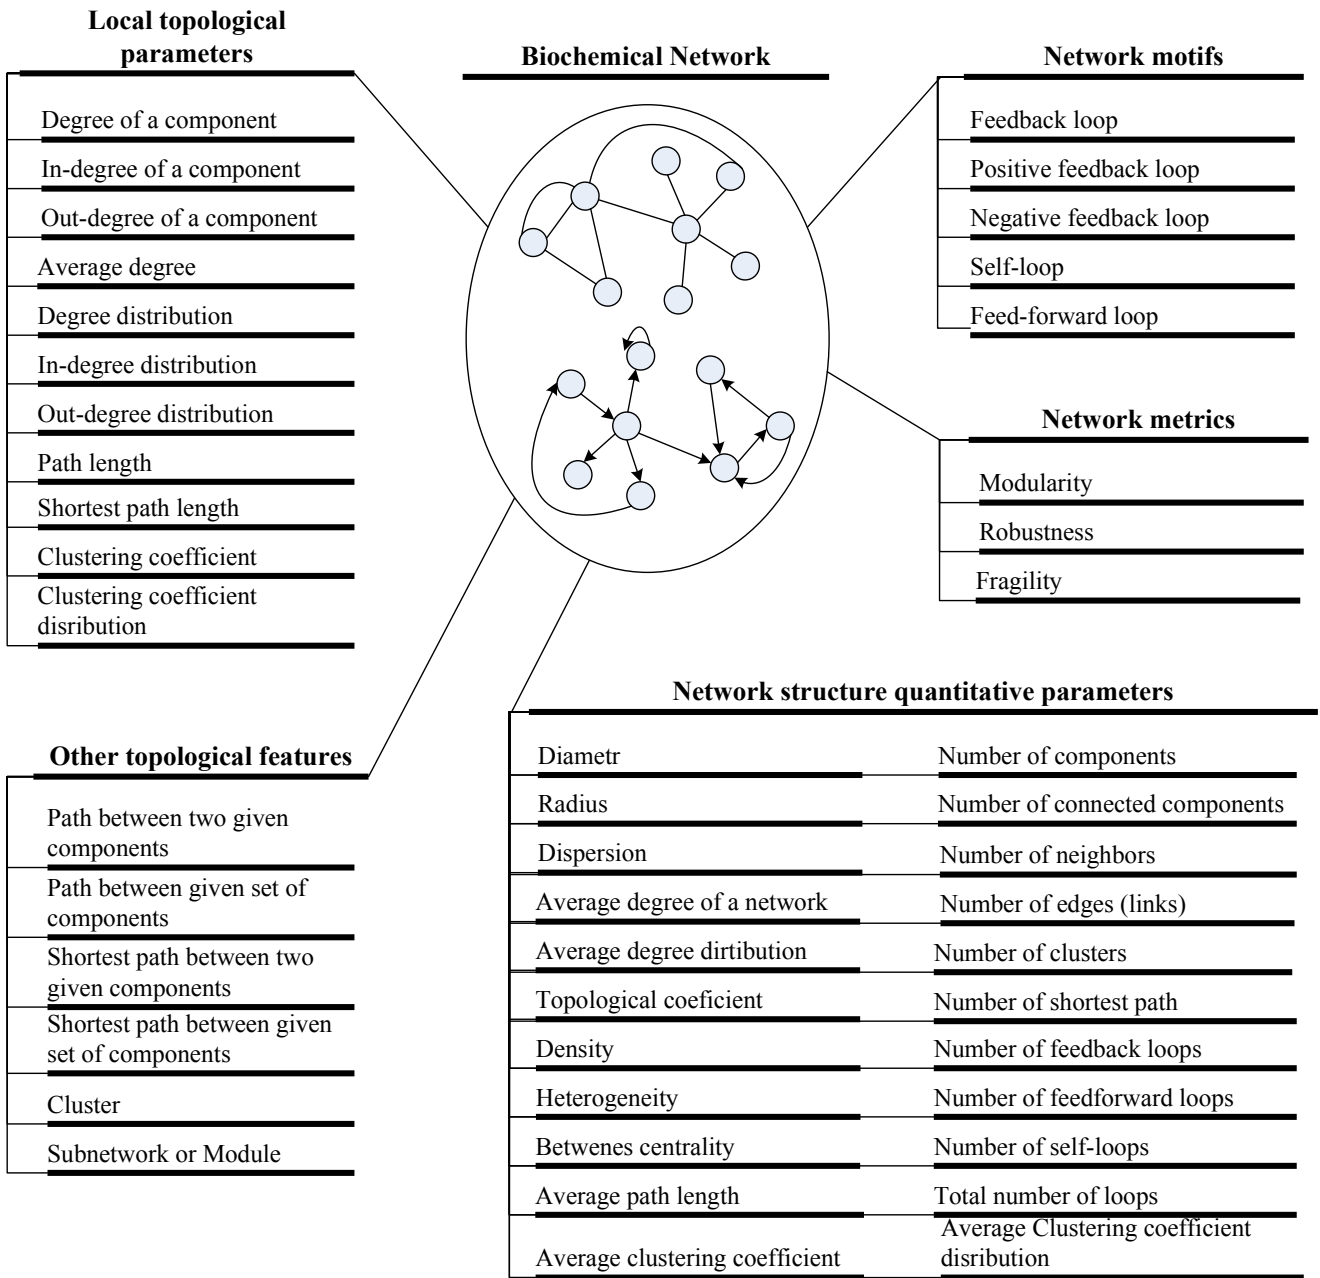 Local topological
parameters
Degree of a component
In-degree of a component
Out-degree of a component
Average degree
Degree distribution
In-degree distribution
Out-degree distribution
Path length
Shortest path length
Clustering coefficient
Clustering coefficient
disribution
Biochemical Network
Network motifs
Feedback loop
Positive feedback loop
Negative feedback loop
Self-loop
Feed-forward loop
Network metrics
Modularity
Robustness
Fragility
Other topological features
Path between two given
components
Path between given set of
components
Shortest path between two
given components
Shortest path between given
set of components
Cluster
Subnetwork or Module
Network structure quantitative parameters
Diametr
Radius
Dispersion
Average degree of a network
Average degree dirtibution
Topological coeficient
Density
Heterogeneity
Betwenes centrality
Average path length
Average clustering coefficient
Number of components
Number of connected components
Number of neighbors
Number of edges (links)
Number of clusters
Number of shortest path
Number of feedback loops
Number of feedforward loops
Number of self-loops
Total number of loops
Average Clustering coefficient
disribution